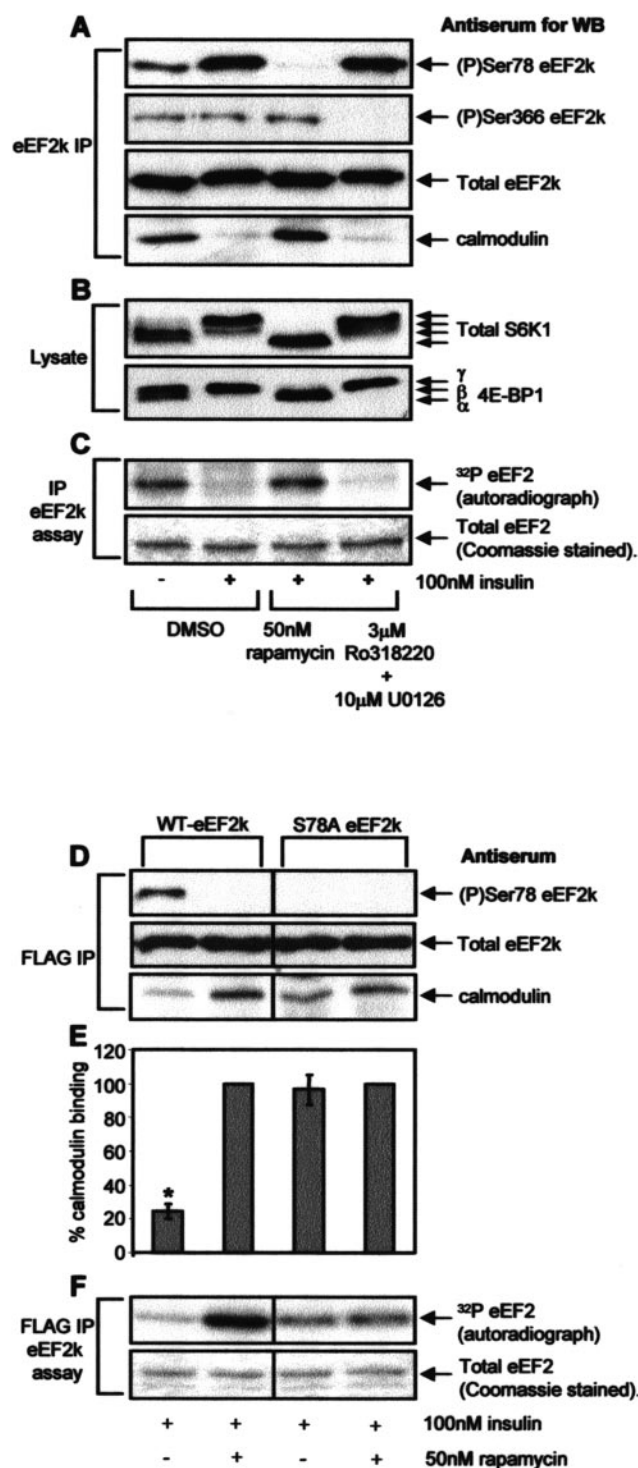 A
Antiserum for WB
(P)Ser78 eEF2k
(P)Ser366 eEF2k
eEF2k IP
Total eEF2k
calmodulin
B
Total S6K1
Lysate
γ
β 4E-BP1
α
C
IP
eEF2k
assay
32P eEF2
(autoradiograph)
Total eEF2
(Coomassie stained).
- + + + 100nM insulin
DMSO
50nM
rapamycin
3μM
Ro318220
+
10μM U0126
WT-eEF2k S78A eEF2k
D
Antiserum
(P)Ser78 eEF2k
FLAG IP
Total eEF2k
calmodulin
E
% calmodulin binding
120
100
80
60
40
20
0
*
F
FLAG IP
eEF2k
assay
32P eEF2
(autoradiograph)
Total eEF2
(Coomassie stained).
+ + + + 100nM insulin
- + - + 50nM rapamycin